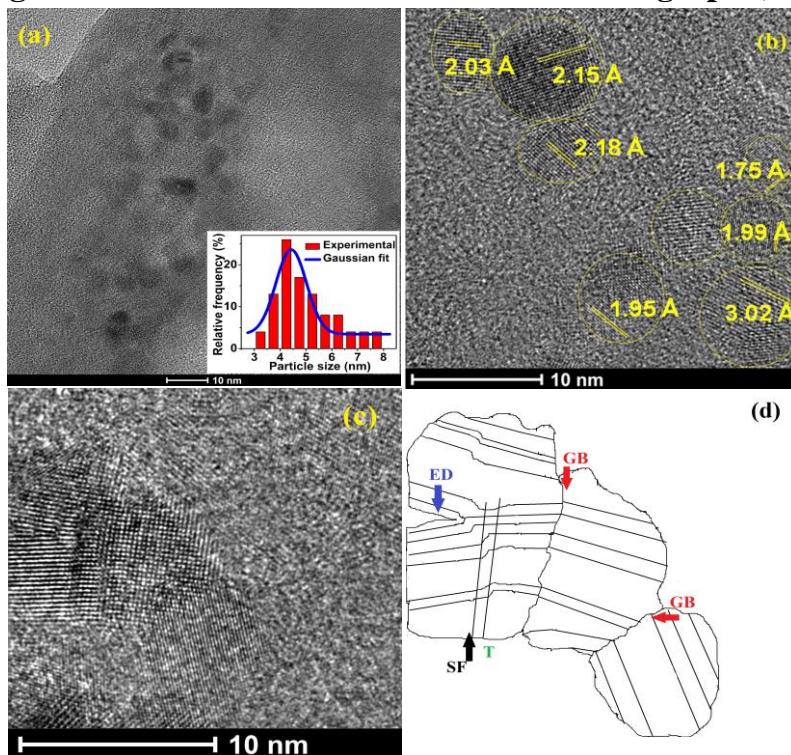 (a)
Experimental
Gaussian fit
Relative frequency (%)
20
10
0
3 4 5 6 7 8
Particle size (nm)
10 nm
(b)
2.03 A
2.15 A
2.18 A
1.75 A
1.99 A
1.95 A
3.02 A
10 nm
(c)
10 nm
(d)
ED
GB
GB
SF
T